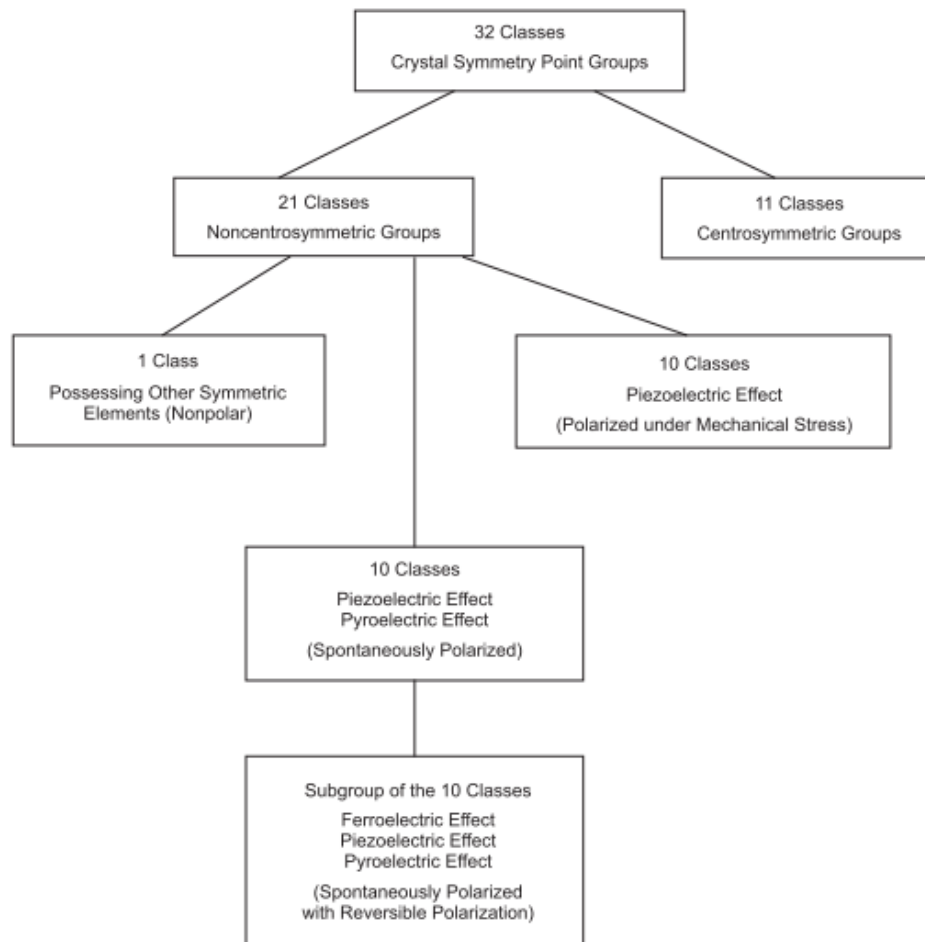 32 Classes
Crystal Symmetry Point Groups
21 Classes
Noncentrosymmetric Groups
11 Classes
Centrosymmetric Groups
1 Class
Possessing Other Symmetric
Elements (Nonpolar)
10 Classes
Piezoelectric Effect
(Polarized under Mechanical Stress)
10 Classes
Piezoelectric Effect
Pyroelectric Effect
(Spontaneously Polarized)
Subgroup of the 10 Classes
Ferroelectric Effect
Piezoelectric Effect
Pyroelectric Effect
(Spontaneously Polarized
with Reversible Polarization)